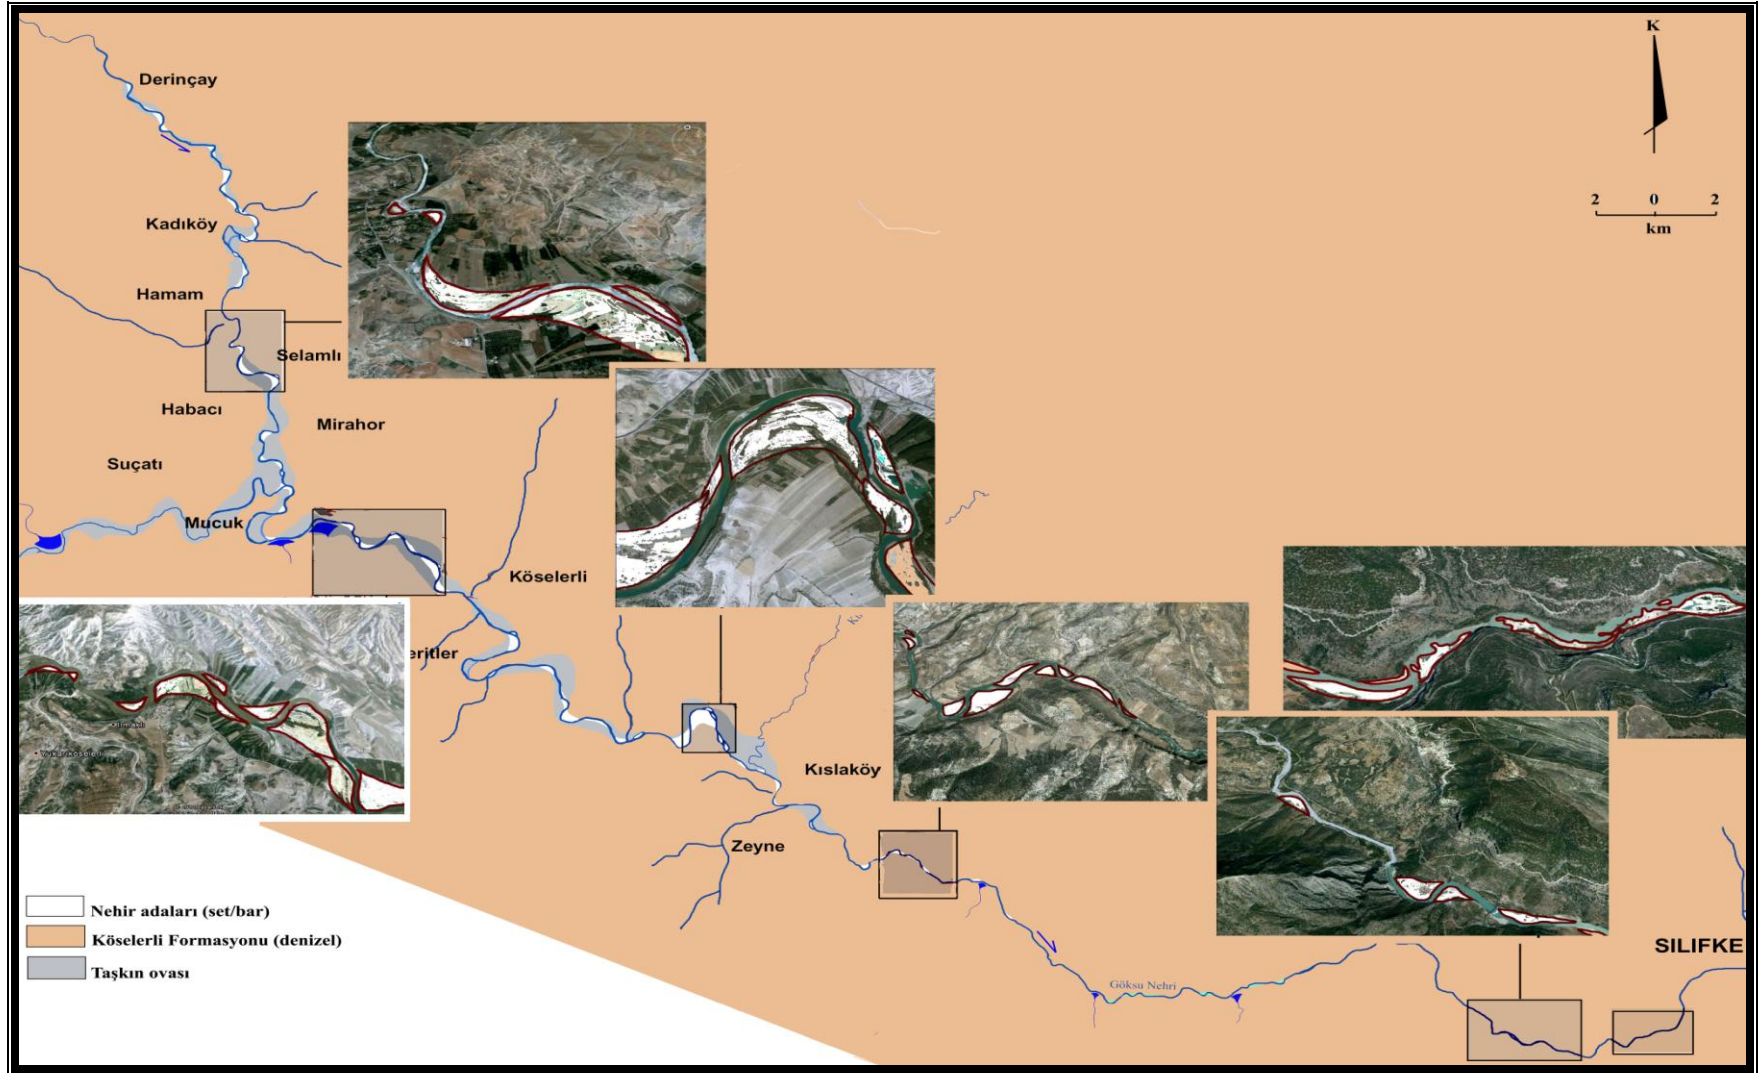 K
Derinçay
2 0 2
km
Kadıköy
Hamam
Selamlı
Habacı
Mirahor
Suçatı
Mucuk
Köselerli
eritler
Kıslaköy
Zeyne
Nehir adaları (set/bar)
Köselerli Formasyonu (denizel)
Taşkın ovası
SILIFKE
Göksu Nehri